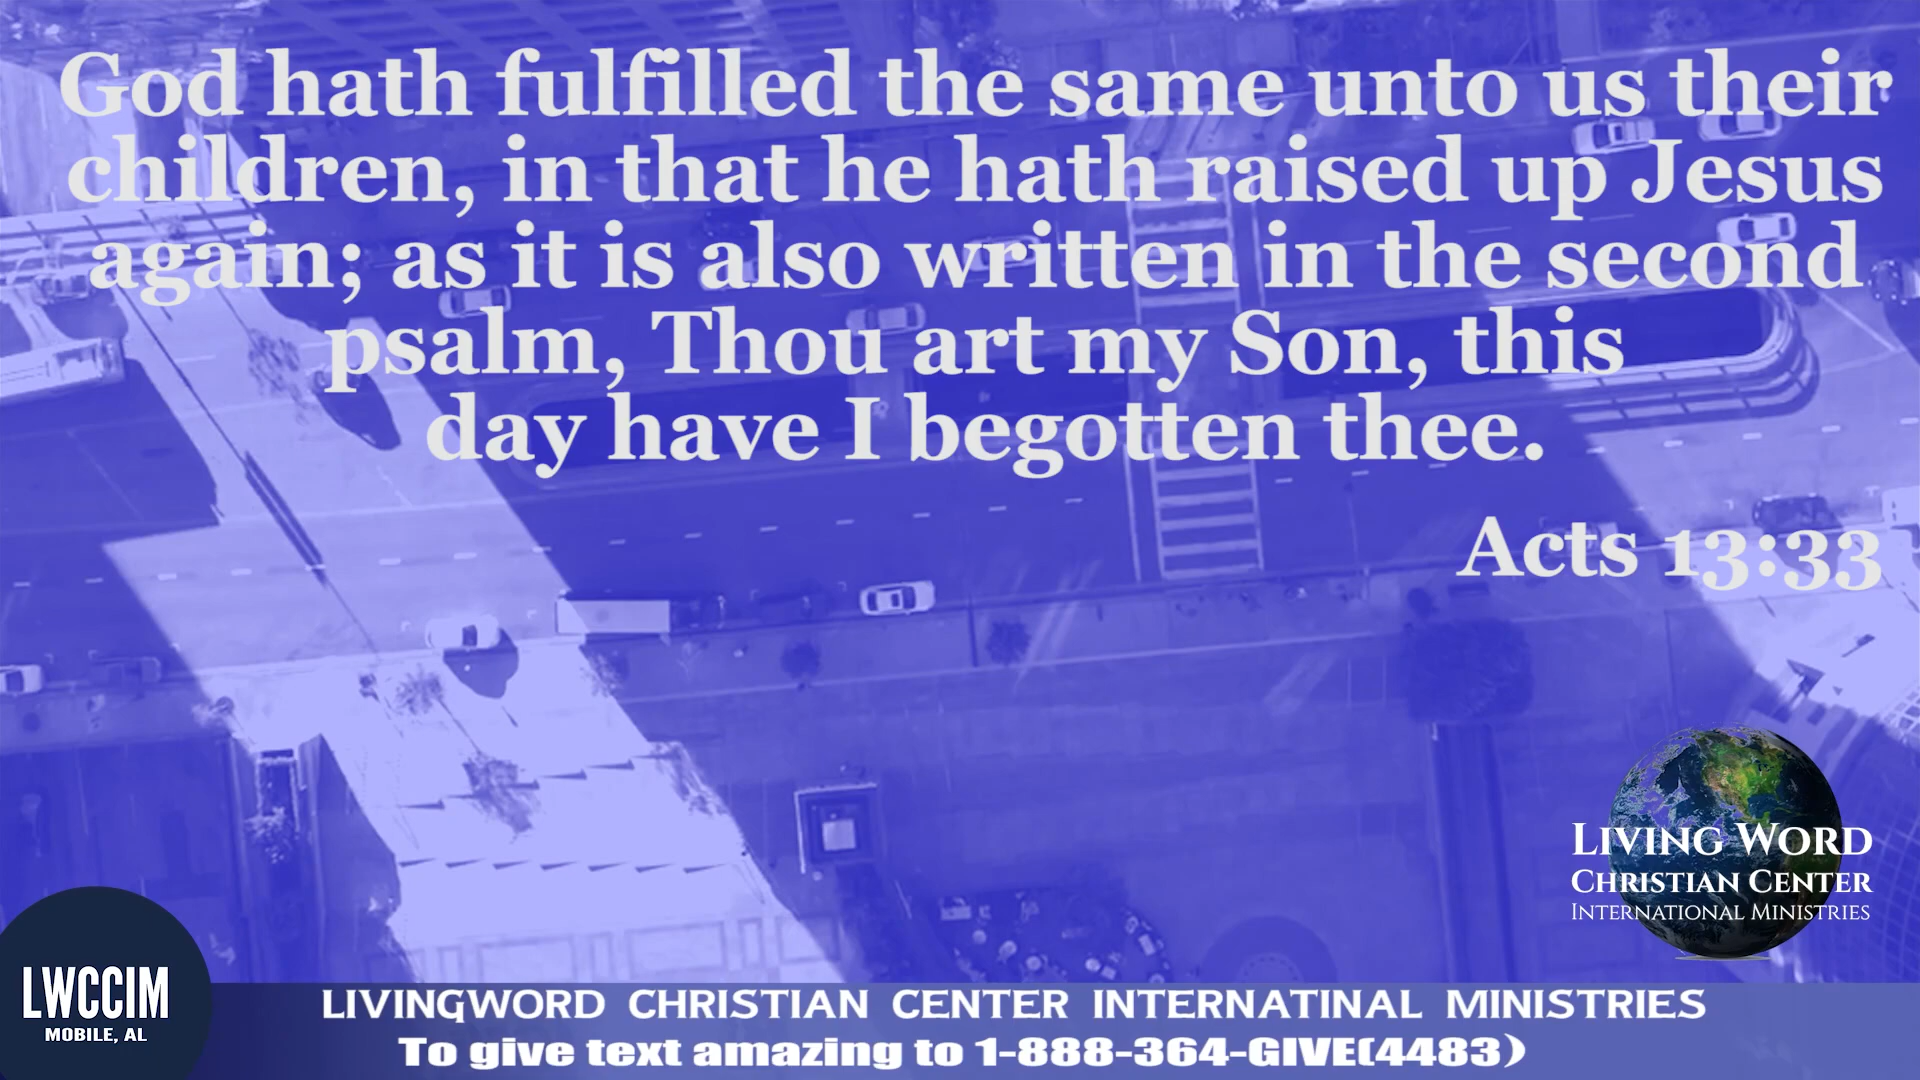 God hath fulfilled the same unto us their
children, in that he hath raised up Jesus
again; as it is also written in the second
psalm, Thou art my Son, this
day have I begotten thee.
Acts 13:33
LIVING WORD
CHRISTIAN CENTER
INTERNATIONAL MINISTRIES
LWCCIM
MOBILE, AL
LIVINGWORD CHRISTIAN CENTER INTERNATINAL MINISTRIES
To give text amazing to 1-888-364-GIVE(4483)